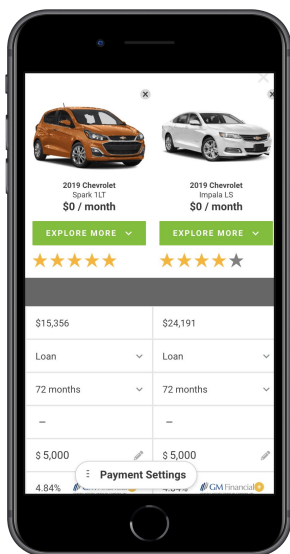 2019 Chevrolet
Spark 1LT
$0 / month
EXPLORE MORE
2019 Chevrolet
Impala LS
$0 / month
EXPLORE MORE
$15,356 $24,191
Loan Loan
72 months 72 months
– –
$ 5,000 $ 5,000
Payment Settings
4.84% GM Financial